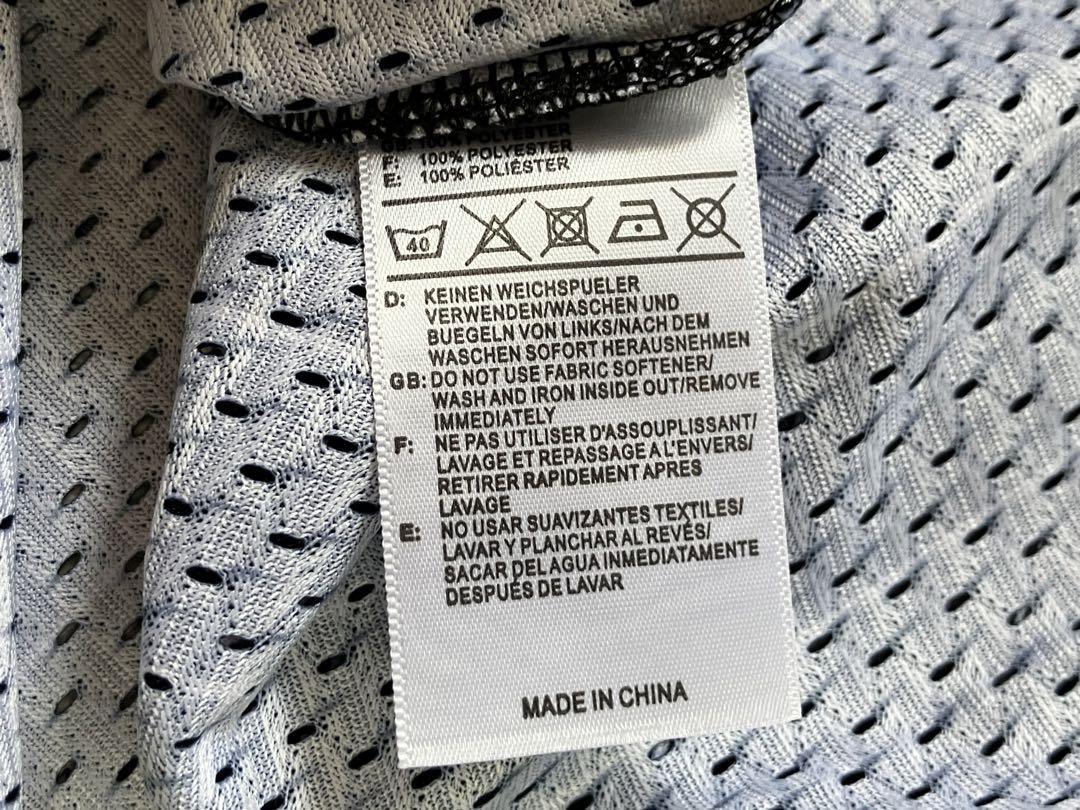 GB: 100% POLYESTER
F: 100% POLYESTER
E: 100% POLIÉSTER
40
D: KEINEN WEICHSPUELER
VERWENDEN/WASCHEN UND
BUEGELN VON LINKS/NACH DEM
WASCHEN SOFORT HERAUSNEHMEN
GB: DO NOT USE FABRIC SOFTENER/
WASH AND IRON INSIDE OUT/REMOVE
IMMEDIATELY
F: NE PAS UTILISER D'ASSOUPLISSANT/
LAVAGE ET REPASSAGE A L'ENVERS/
RETIRER RAPIDEMENT APRES
LAVAGE
E: NO USAR SUAVIZANTES TEXTILES/
LAVAR Y PLANCHAR AL REVÉS/
SACAR DEL AGUA INMEDIATAMENTE
DESPUÉS DE LAVAR
MADE IN CHINA